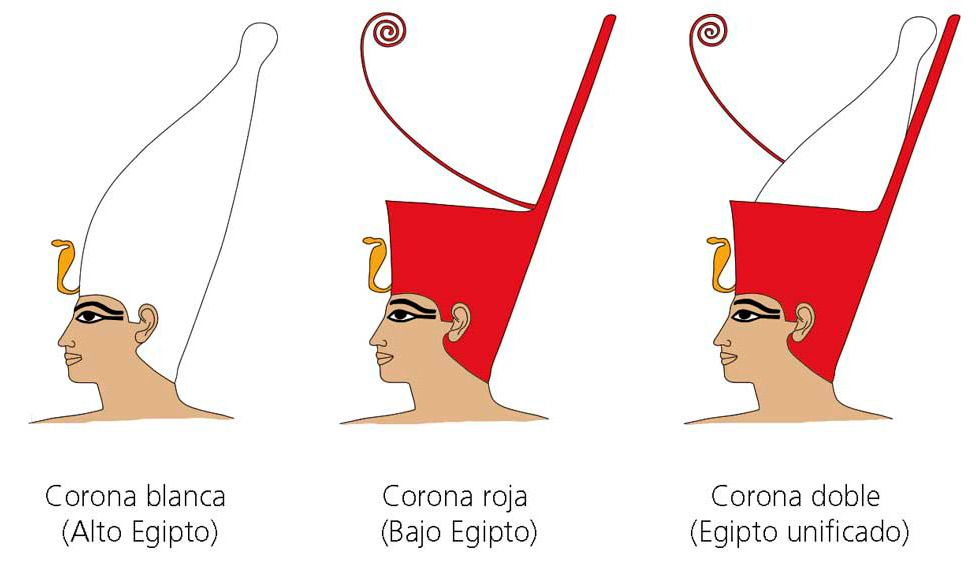 Corona blanca
(Alto Egipto)
Corona roja
(Bajo Egipto)
Corona doble
(Egipto unificado)